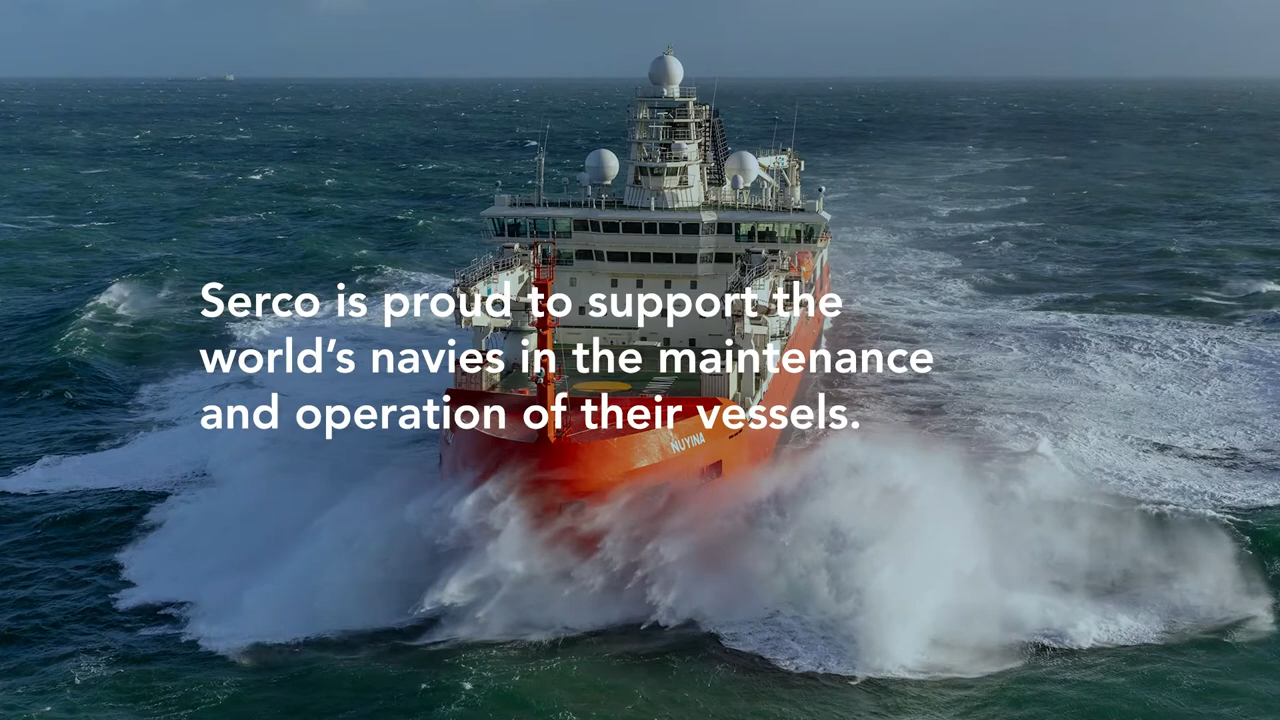 Serco is proud to support the
world’s navies in the maintenance
and operation of their vessels.
NUYINA